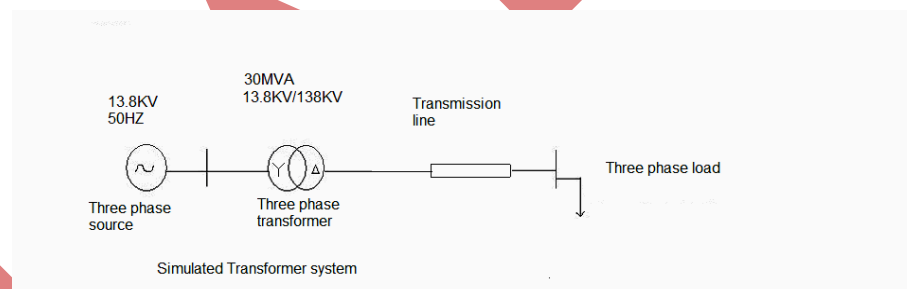 30MVA
13.8KV/138KV
13.8KV
50HZ
Transmission
line
Y
Δ
Three phase load
Three phase
source
Three phase
transformer
Simulated Transformer system